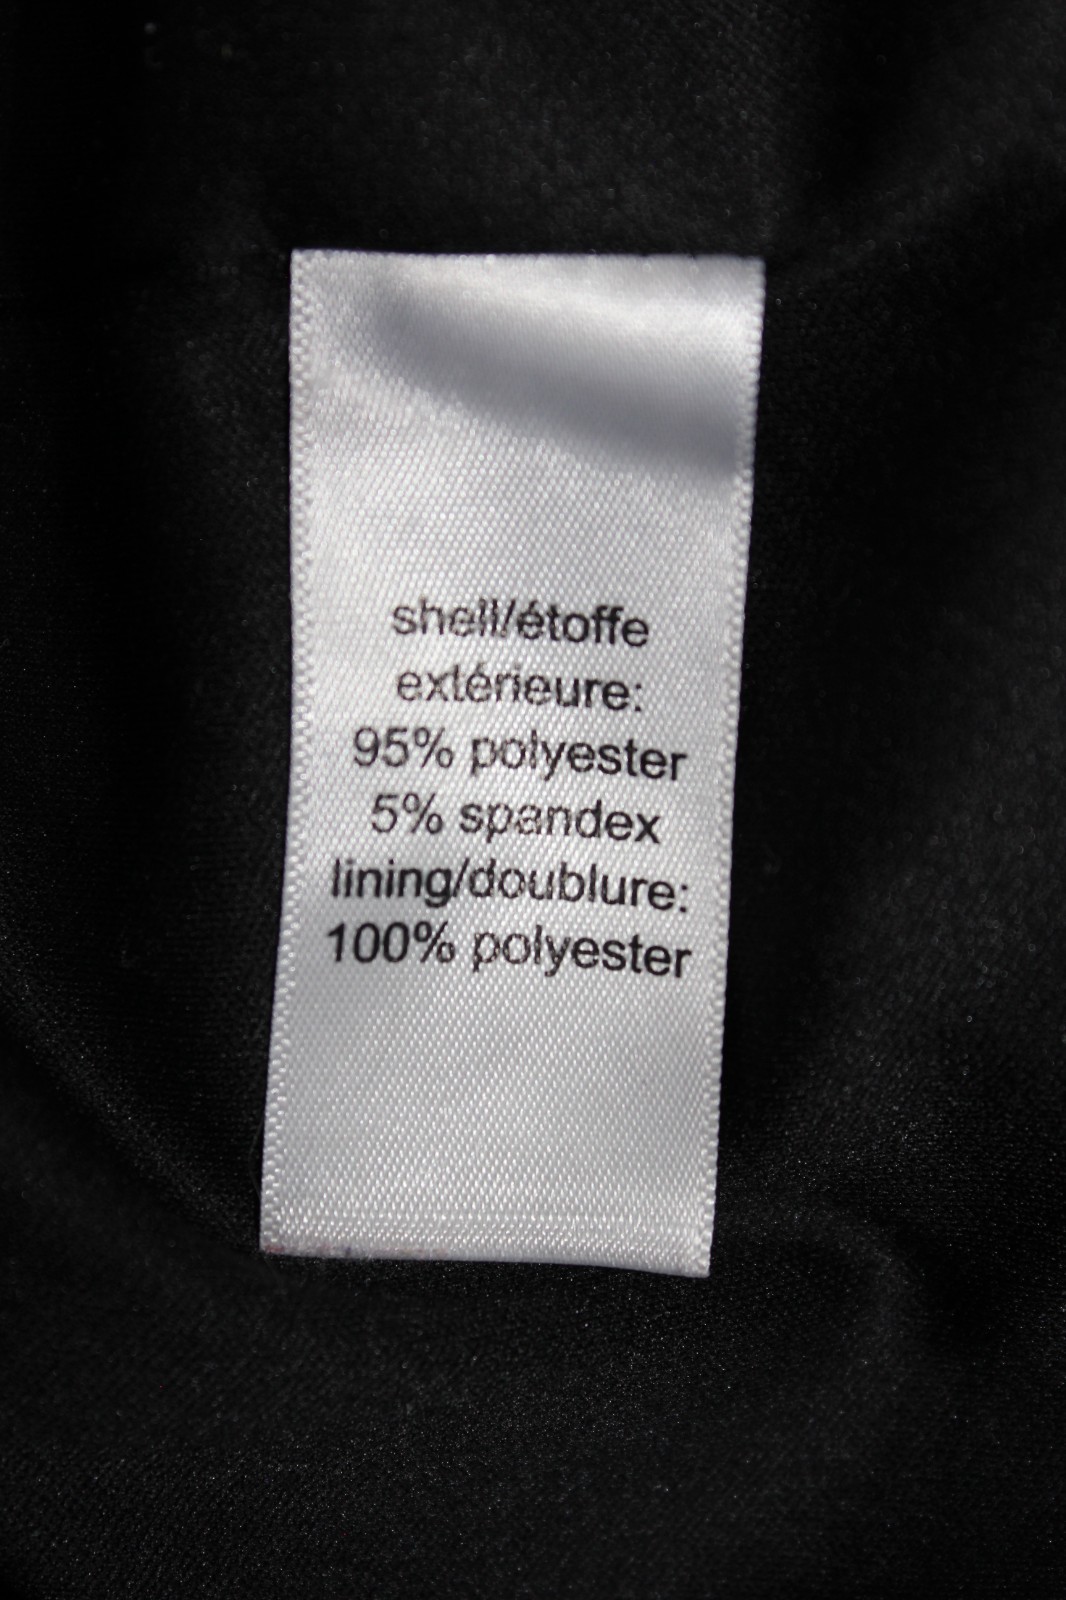 shell/étoffe
extérieure:
95% polyester
5% spandex
lining/doublure:
100% polyester